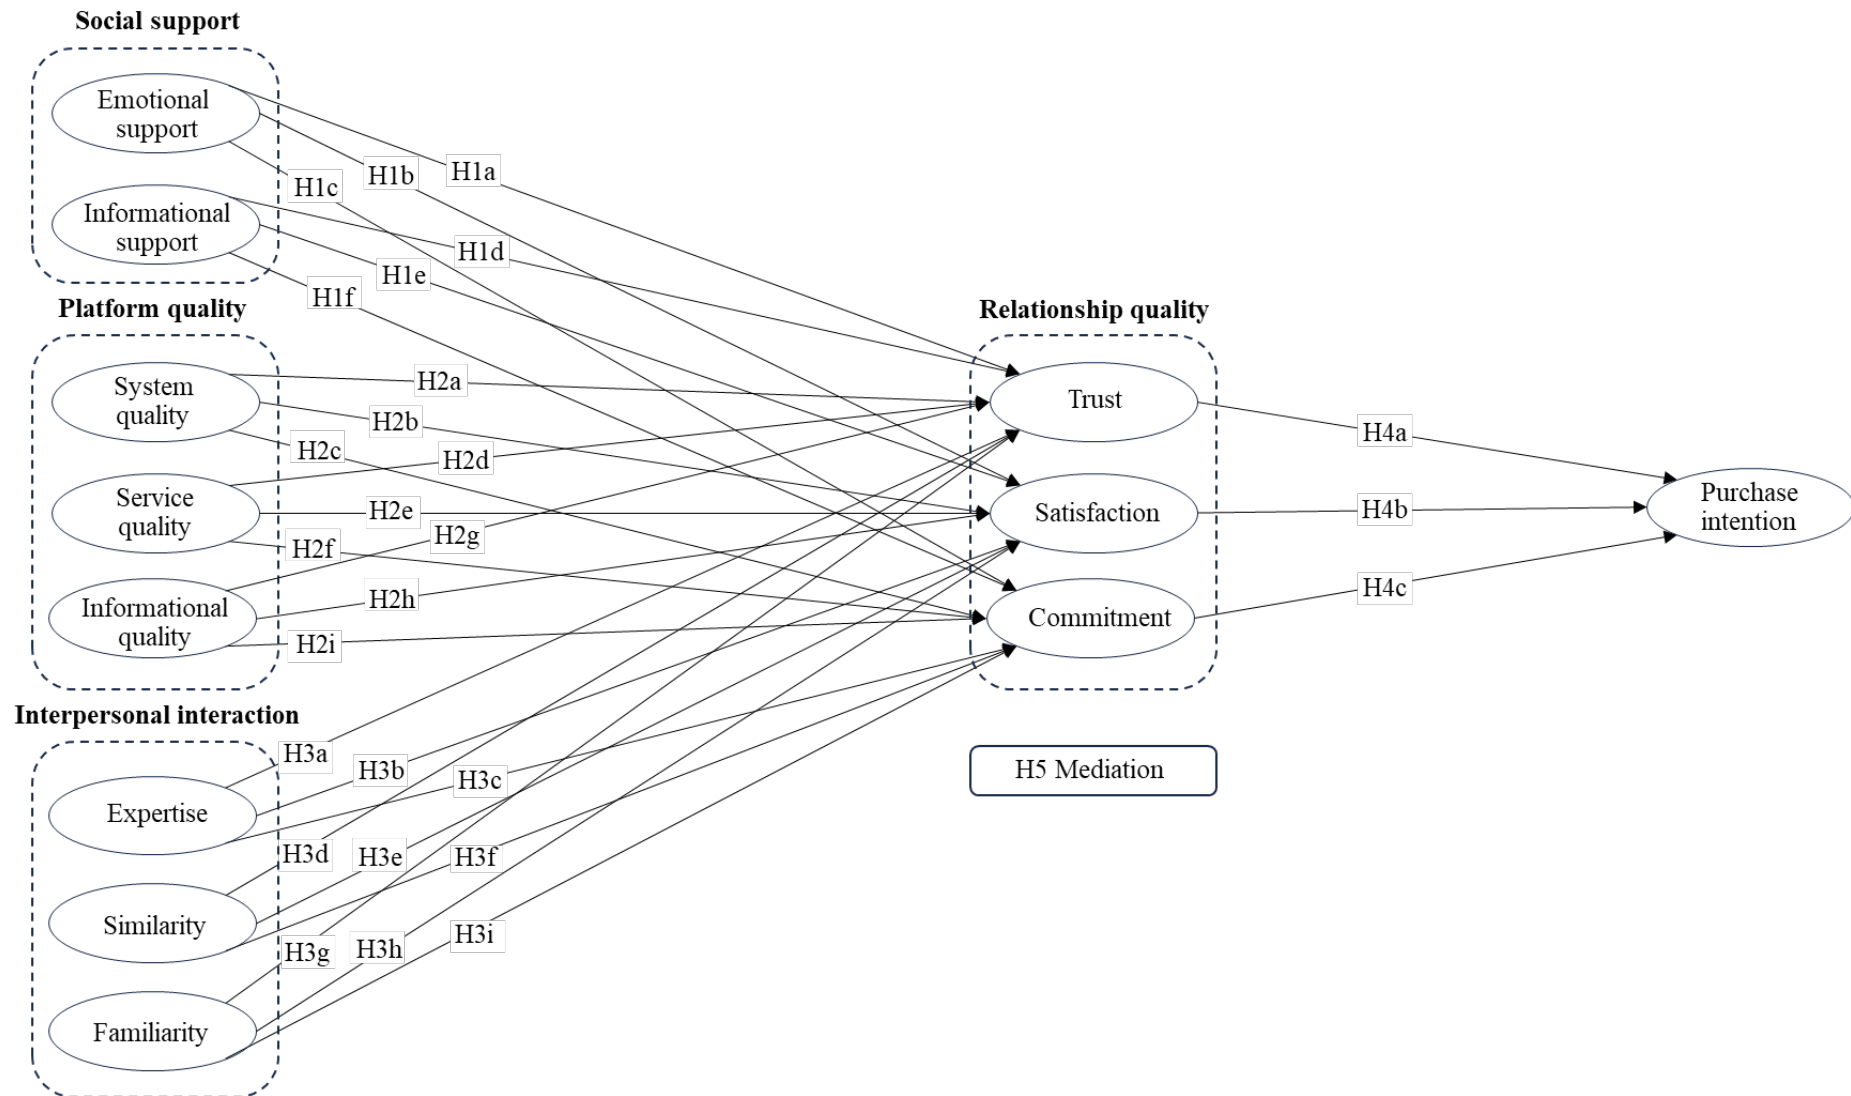 Social support
Emotional
support
Informational
support
H1a
H1b
H1c
H1d
H1e
H1f
Platform quality
System
quality
Service
quality
Informational
quality
H2a
H2b
H2c
H2d
H2e
H2f
H2g
H2h
H2i
Interpersonal interaction
Expertise
Similarity
Familiarity
H3a
H3b
H3c
H3d
H3e
H3f
H3g
H3h
H3i
Relationship quality
Trust
Satisfaction
Commitment
H5 Mediation
H4a
H4b
H4c
Purchase
intention